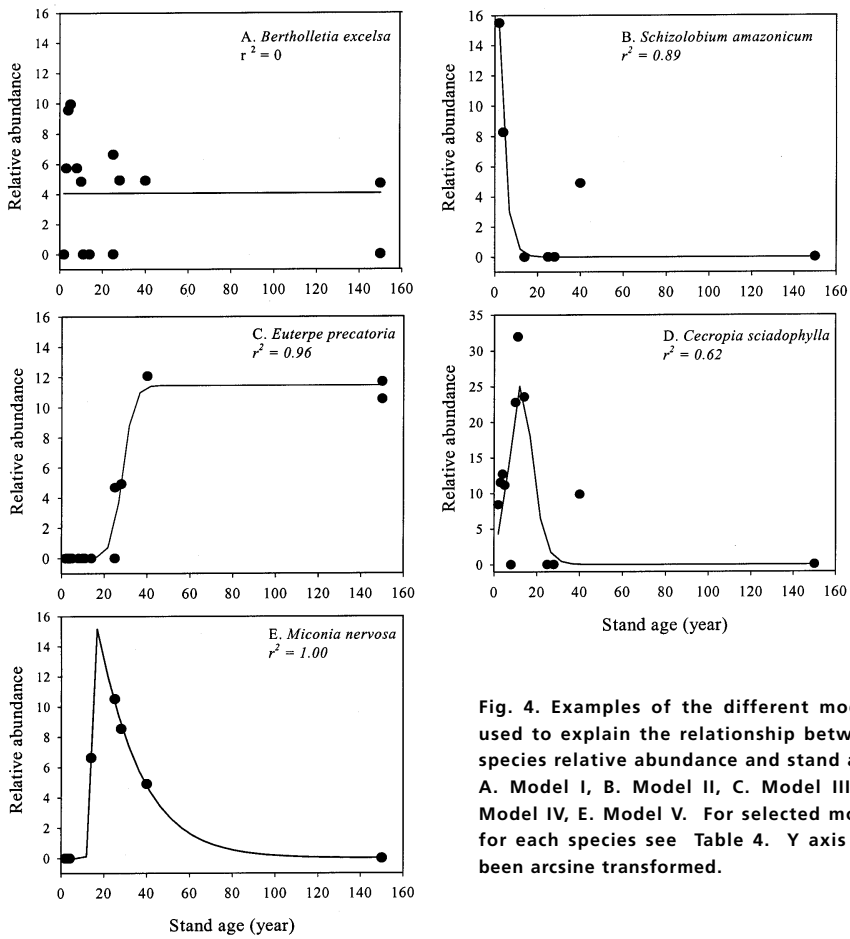 A. Bertholletia excelsa
r 2 = 0
Relative abundance
16
14
12
10
8
6
4
2
0
0 20 40 60 80 100 120 140 160
B. Schizolobium amazonicum
r2 = 0.89
Relative abundance
16
14
12
10
8
6
4
2
0
0 20 40 60 80 100 120 140 160
C. Euterpe precatoria
r2 = 0.96
Relative abundance
16
14
12
10
8
6
4
2
0
0 20 40 60 80 100 120 140 160
D. Cecropia sciadophylla
r2 = 0.62
Relative abundance
35
30
25
20
15
10
5
0
0 20 40 60 80 100 120 140 160
Stand age (year)
E. Miconia nervosa
r2 = 1.00
Relative abundance
16
14
12
10
8
6
4
2
0
0 20 40 60 80 100 120 140 160
Stand age (year)
Fig. 4. Examples of the different mo
used to explain the relationship betw
species relative abundance and stand a
A. Model I, B. Model II, C. Model III
Model IV, E. Model V. For selected mo
for each species see Table 4. Y axis
been arcsine transformed.